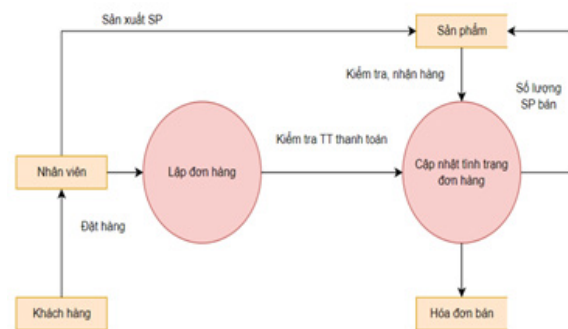 Sản xuất SP
Sản phẩm
Kiểm tra, nhận hàng
Số lượng
SP bán
Kiểm tra TT thanh toán
Nhân viên
Lập đơn hàng
Cập nhật tình trạng
đơn hàng
Đặt hàng
Khách hàng
Hóa đơn bán